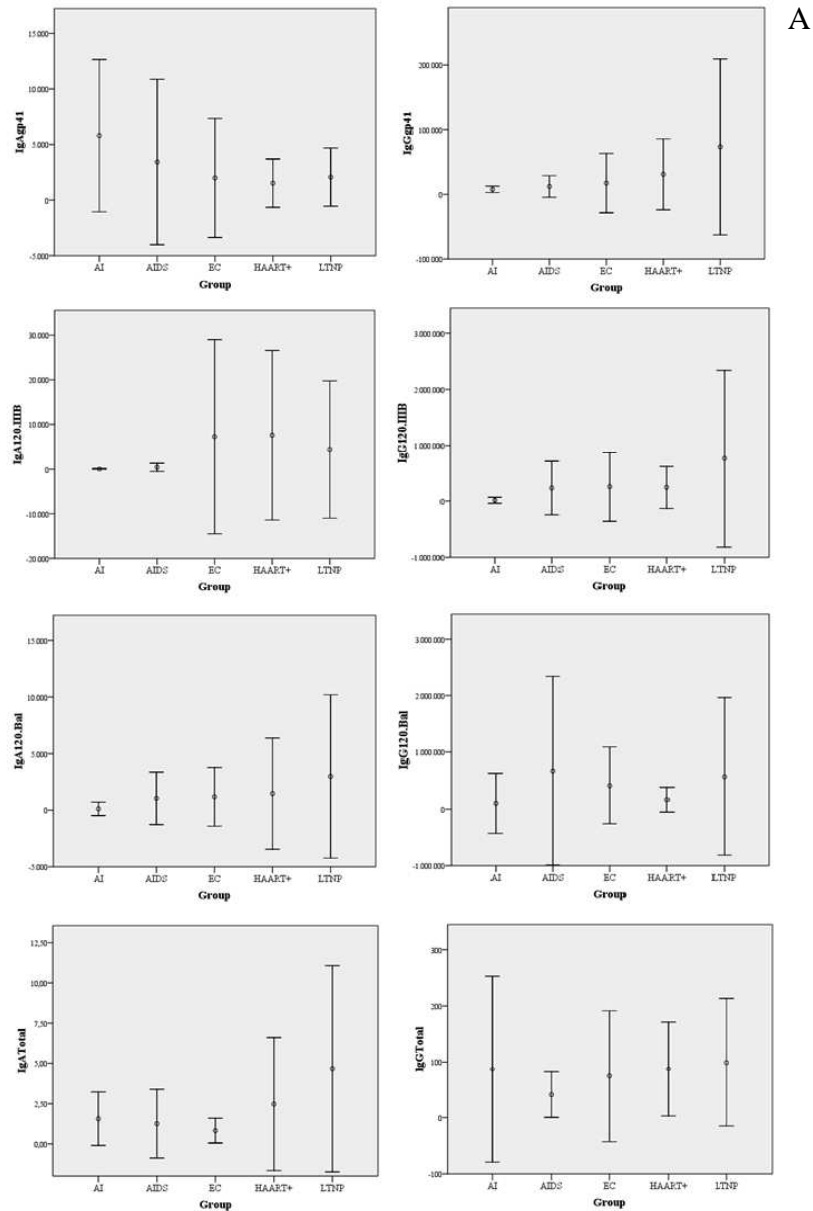 A
15.000
10.000
5.000
0
-5.000
IgAgp41
AI AIDS EC HAART+ LTNP
Group
200.000
100.000
0
-100.000
IgGgp41
AI AIDS EC HAART+ LTNP
Group
30.000
20.000
10.000
0
-10.000
-20.000
IgA120.IIIB
AI AIDS EC HAART+ LTNP
Group
3.000.000
2.000.000
1.000.000
0
-1.000.000
IgG120.IIIB
AI AIDS EC HAART+ LTNP
Group
15.000
10.000
5.000
0
-5.000
IgA120.Bal
AI AIDS EC HAART+ LTNP
Group
3.000.000
2.000.000
1.000.000
0
-1.000.000
IgG120.Bal
AI AIDS EC HAART+ LTNP
Group
12,50
10,00
7,50
5,00
2,50
0,00
IgATotal
AI AIDS EC HAART+ LTNP
Group
300
200
100
0
-100
IgGTotal
AI AIDS EC HAART+ LTNP
Group